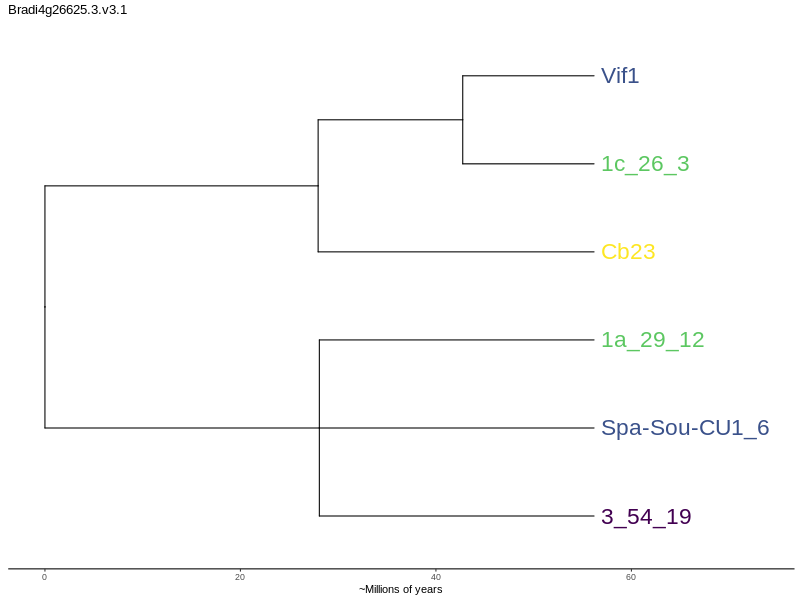 Bradi4g26625.3.v3.1
Vif1
1c_26_3
Cb23
1a_29_12
Spa-Sou-CU1_6
3_54_19
0 20 40 60
~Millions of years